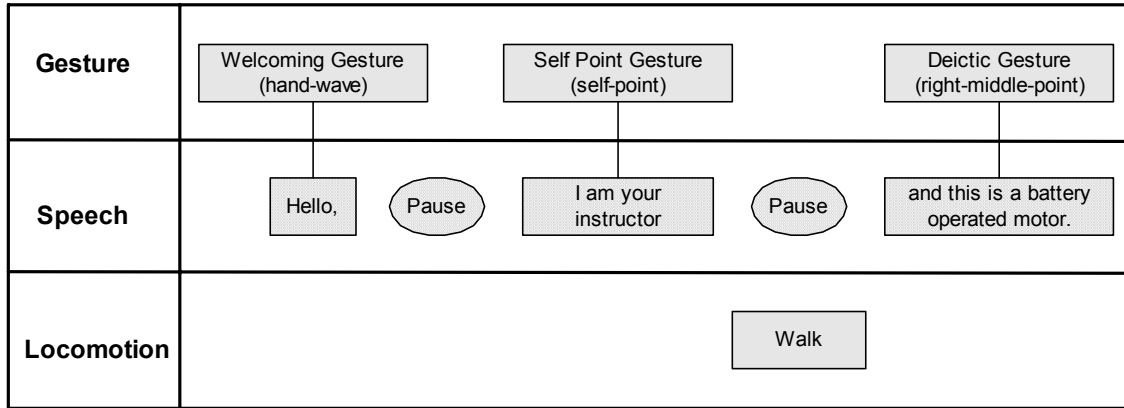 Gesture
Welcoming Gesture
(hand-wave)
Self Point Gesture
(self-point)
Deictic Gesture
(right-middle-point)
Speech
Hello,
Pause
I am your
instructor
Pause
and this is a battery
operated motor.
Locomotion
Walk